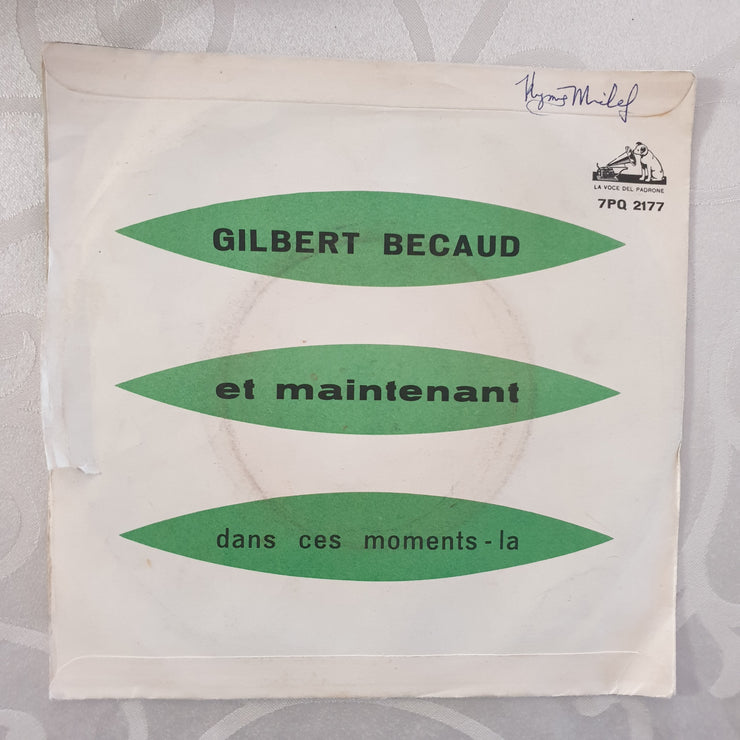 LA VOCE DEL PADRONE
7PQ 2177
GILBERT BECAUD
et maintenant
dans ces moments-la